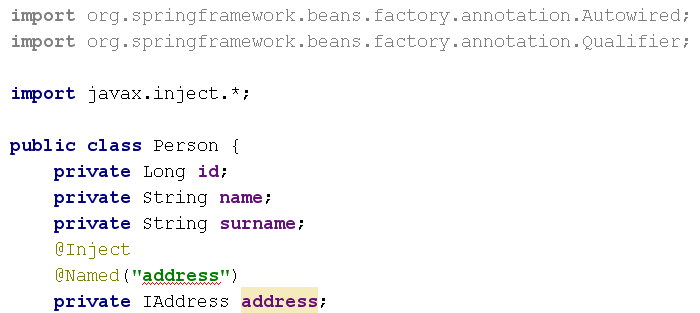 import org.springframework.beans.factory.annotation.Autowired;
import org.springframework.beans.factory.annotation.Qualifier;
import javax.inject.*;
public class Person {
private Long id;
private String name;
private String surname;
@Inject
@Named("address")
private IAddress address;